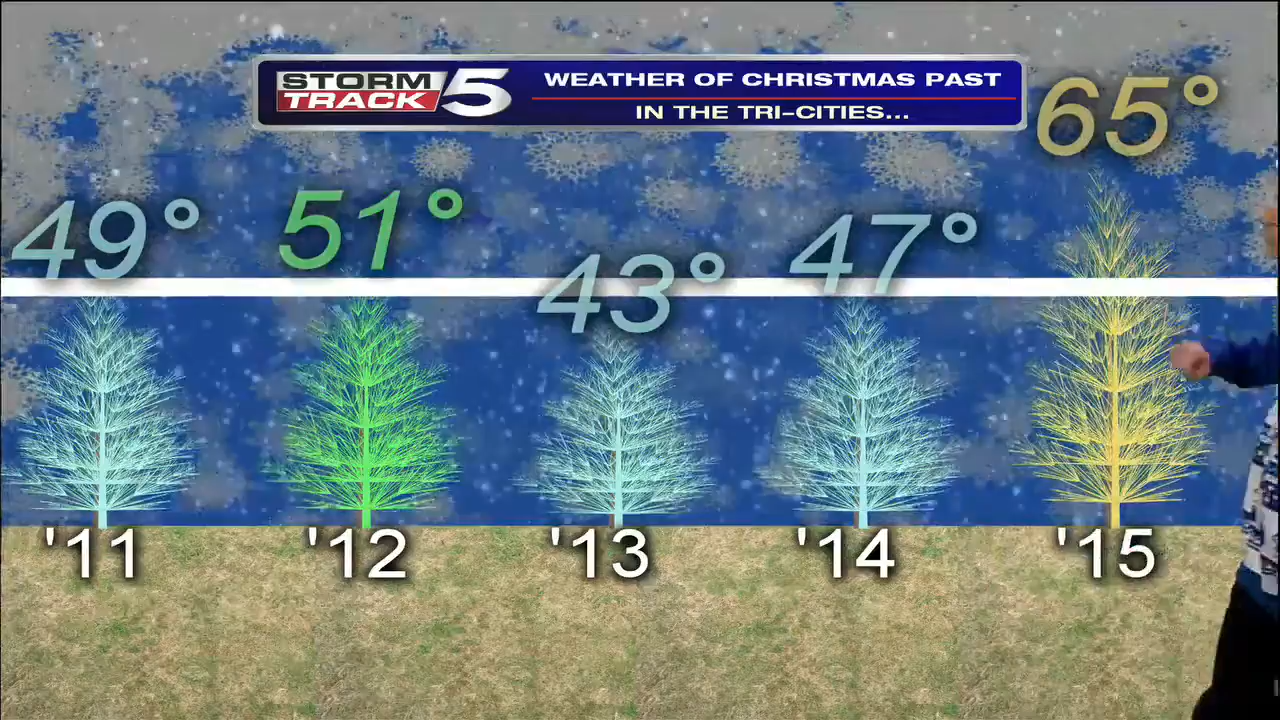 STORM
TRACK 5
WEATHER OF CHRISTMAS PAST
IN THE TRI-CITIES...
49° 51° 43° 47° 65°
'11 '12 '13 '14 '15